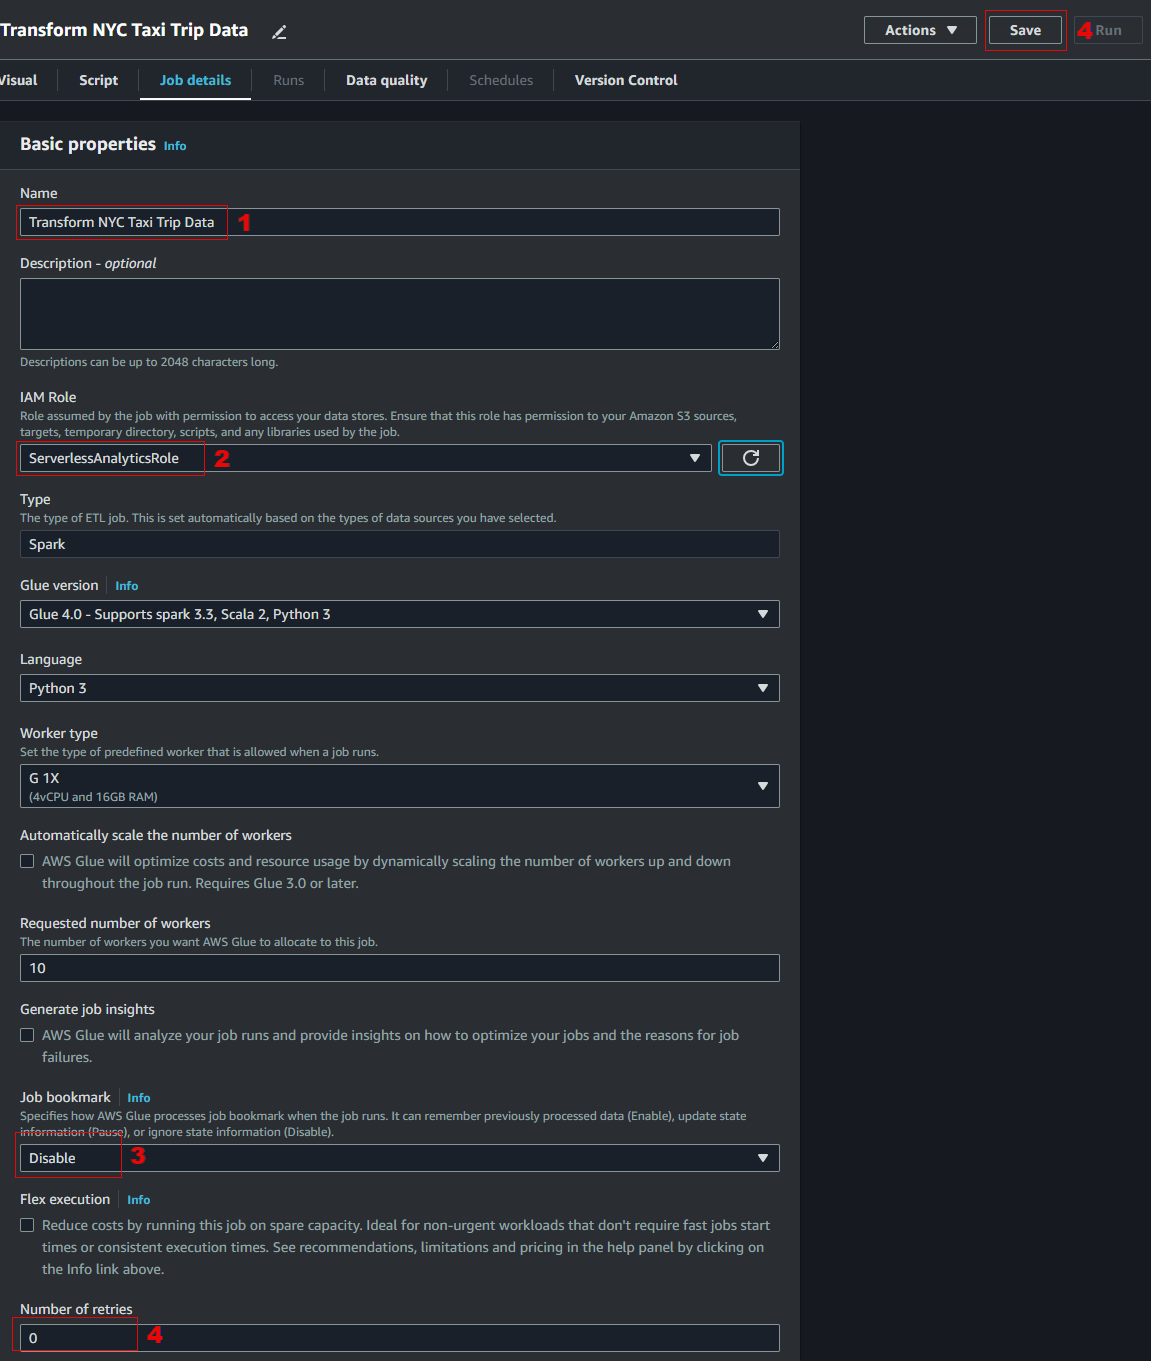 Transform NYC Taxi Trip Data
Actions
Save
4
Run
Visual
Script
Job details
Runs
Data quality
Schedules
Version Control
Basic properties Info
Name
Transform NYC Taxi Trip Data 1
Description - optional
Descriptions can be up to 2048 characters long.
IAM Role
Role assumed by the job with permission to access your data stores. Ensure that this role has permission to your Amazon S3 sources,
targets, temporary directory, scripts, and any libraries used by the job.
ServerlessAnalyticsRole 2
Type
The type of ETL job. This is set automatically based on the types of data sources you have selected.
Spark
Glue version Info
Glue 4.0 - Supports spark 3.3, Scala 2, Python 3
Language
Python 3
Worker type
Set the type of predefined worker that is allowed when a job runs.
G 1X
(4vCPU and 16GB RAM)
Automatically scale the number of workers
AWS Glue will optimize costs and resource usage by dynamically scaling the number of workers up and down
throughout the job run. Requires Glue 3.0 or later.
Requested number of workers
The number of workers you want AWS Glue to allocate to this job.
10
Generate job insights
AWS Glue will analyze your job runs and provide insights on how to optimize your jobs and the reasons for job
failures.
Job bookmark Info
Specifies how AWS Glue processes job bookmark when the job runs. It can remember previously processed data (Enable), update state
information (Pause), or ignore state information (Disable).
Disable 3
Flex execution Info
Reduce costs by running this job on spare capacity. Ideal for non-urgent workloads that don't require fast jobs start
times or consistent execution times. See recommendations, limitations and pricing in the help panel by clicking on
the Info link above.
Number of retries
0 4